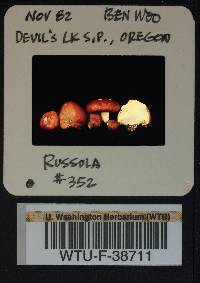 NOV 82 BEN WOO
DEVIL'S LK S.P., OREGON
RUSSOLA
#352
U. Washington Herbarium (WTU)
WTU-F-38711